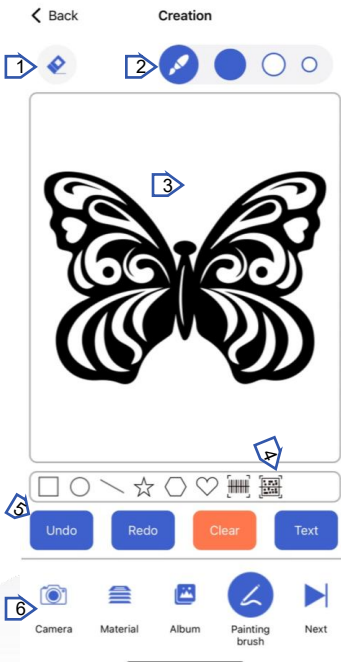 Back Creation
1 2
3
4
5
Undo Redo Clear Text
6
Camera Material Album Painting Next
brush